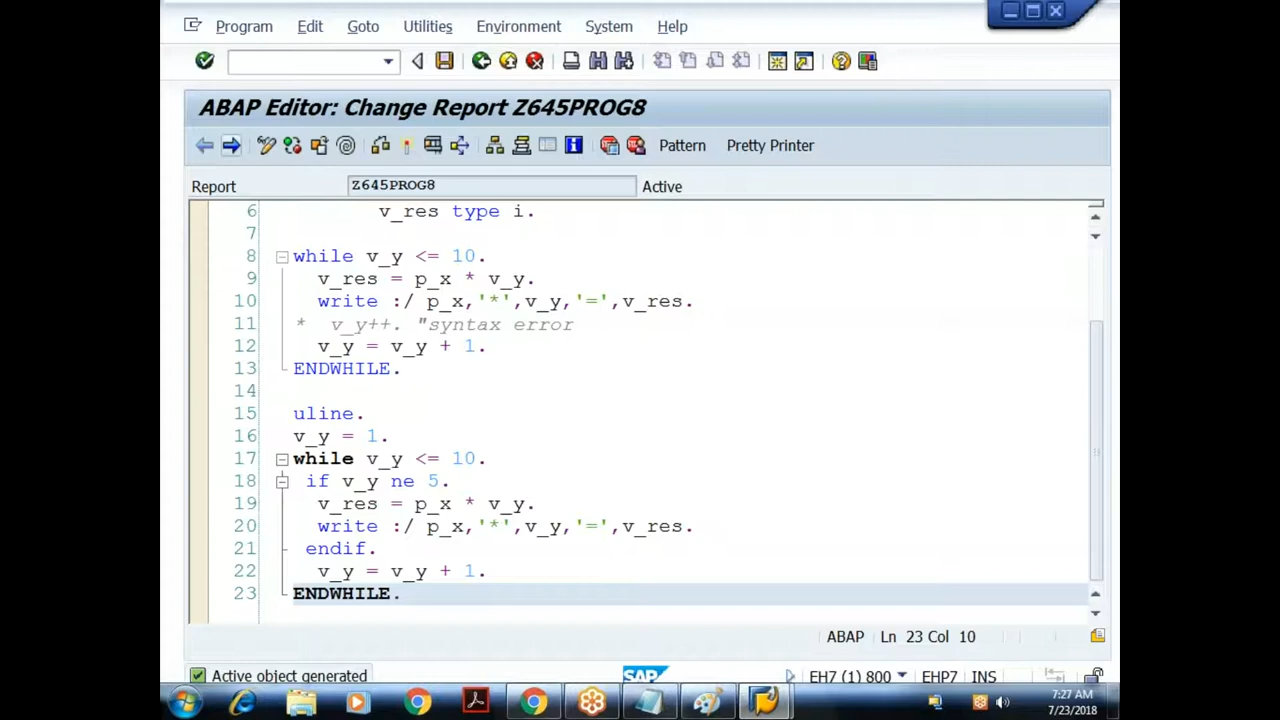 Program Edit Goto Utilities Environment System Help
ABAP Editor: Change Report Z645PROG8
Pattern Pretty Printer
Report Z645PROG8 Active
6 v_res type i.
7
8 while v_y <= 10.
9 v_res = p_x * v_y.
10 write :/ p_x,'*',v_y,'=',v_res.
11 * v_y++. "syntax error
12 v_y = v_y + 1.
13 ENDWHILE.
14
15 uline.
16 v_y = 1.
17 while v_y <= 10.
18 if v_y ne 5.
19 v_res = p_x * v_y.
20 write :/ p_x,'*',v_y,'=',v_res.
21 endif.
22 v_y = v_y + 1.
23 ENDWHILE.
ABAP Ln 23 Col 10
Active object generated SAP EH7 (1) 800 EHP7 INS
7:27 AM
7/23/2018